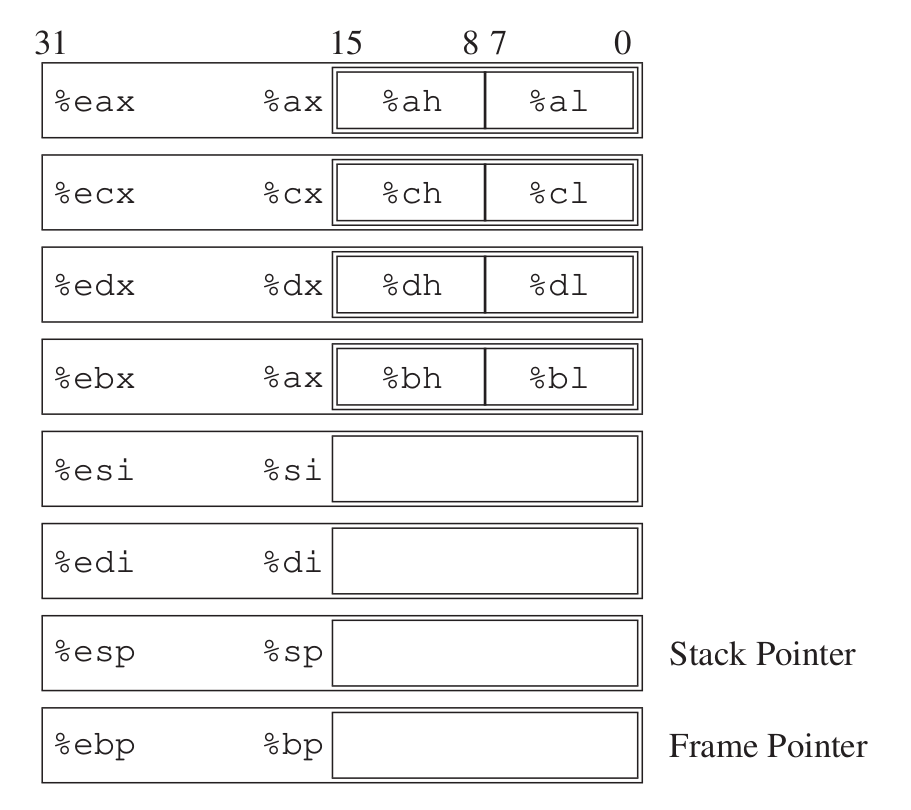 31 15 8 7 0
%eax %ax %ah %al
%ecx %cx %ch %cl
%edx %dx %dh %dl
%ebx %ax %bh %bl
%esi %si
%edi %di
%esp %sp Stack Pointer
%ebp %bp Frame Pointer